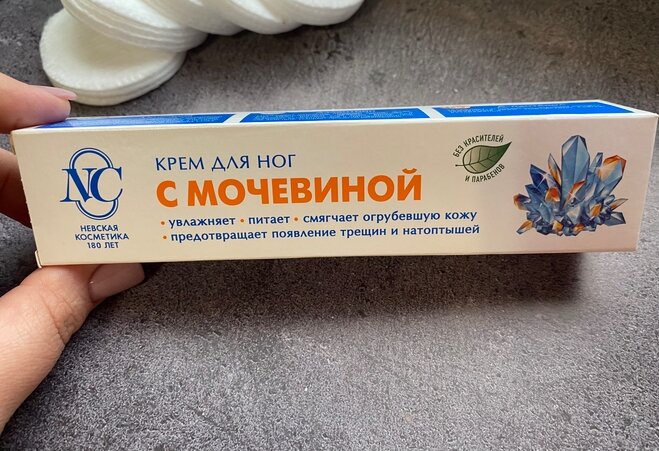 NC
НЕВСКАЯ
КОСМЕТИКА
180 ЛЕТ
КРЕМ ДЛЯ НОГ
С МОЧЕВИНОЙ
• увлажняет • питает • смягчает огрубевшую кожу
• предотвращает появление трещин и натоптышей
БЕЗ КРАСИТЕЛЕЙ
И ПАРАБЕНОВ